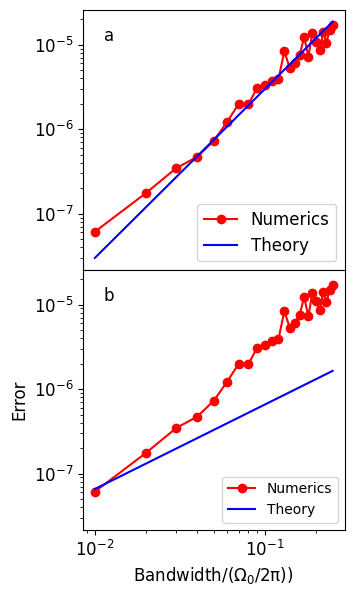 a
10⁻⁵
10⁻⁶
10⁻⁷
Numerics
Theory
b
10⁻⁵
10⁻⁶
10⁻⁷
Error
Numerics
Theory
10⁻² 10⁻¹
Bandwidth/(Ω₀/2π))